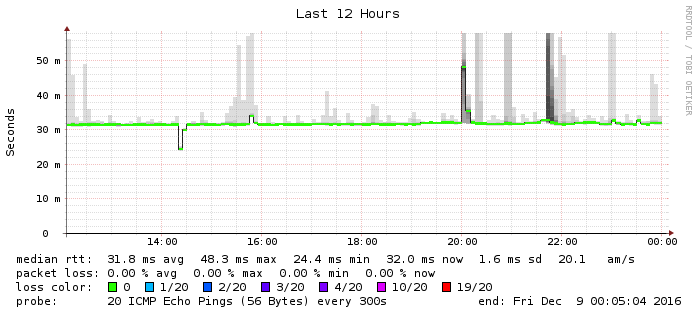 Last 12 Hours
RRDTOOL / TOBI OETIKER
Seconds
50 m
40 m
30 m
20 m
10 m
0
14:00 16:00 18:00 20:00 22:00 00:00
median rtt: 31.8 ms avg 48.3 ms max 24.4 ms min 32.0 ms now 1.6 ms sd 20.1 am/s
packet loss: 0.00 % avg 0.00 % max 0.00 % min 0.00 % now
loss color: 0 1/20 2/20 3/20 4/20 10/20 19/20
probe: 20 ICMP Echo Pings (56 Bytes) every 300s end: Fri Dec 9 00:05:04 2016